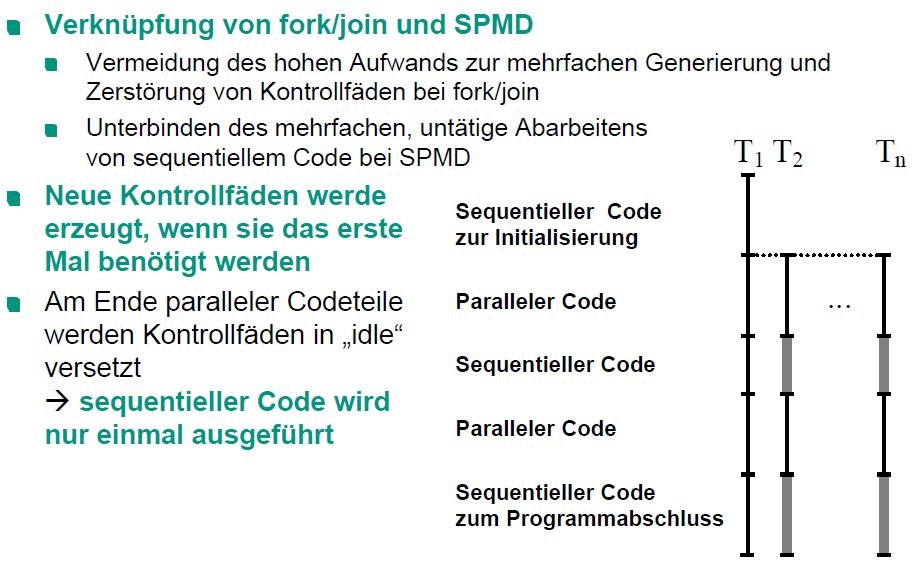 Verknüpfung von fork/join und SPMD
Vermeidung des hohen Aufwands zur mehrfachen Generierung und
Zerstörung von Kontrollfäden bei fork/join
Unterbinden des mehrfachen, untätige Abarbeitens
von sequentiellem Code bei SPMD
Neue Kontrollfäden werde
erzeugt, wenn sie das erste
Mal benötigt werden
Am Ende paralleler Codeteile
werden Kontrollfäden in „idle“
versetzt
→ sequentieller Code wird
nur einmal ausgeführt
T1 T2 Tn
Sequentieller Code
zur Initialisierung
Paralleler Code
...
Sequentieller Code
Paralleler Code
Sequentieller Code
zum Programmabschluss